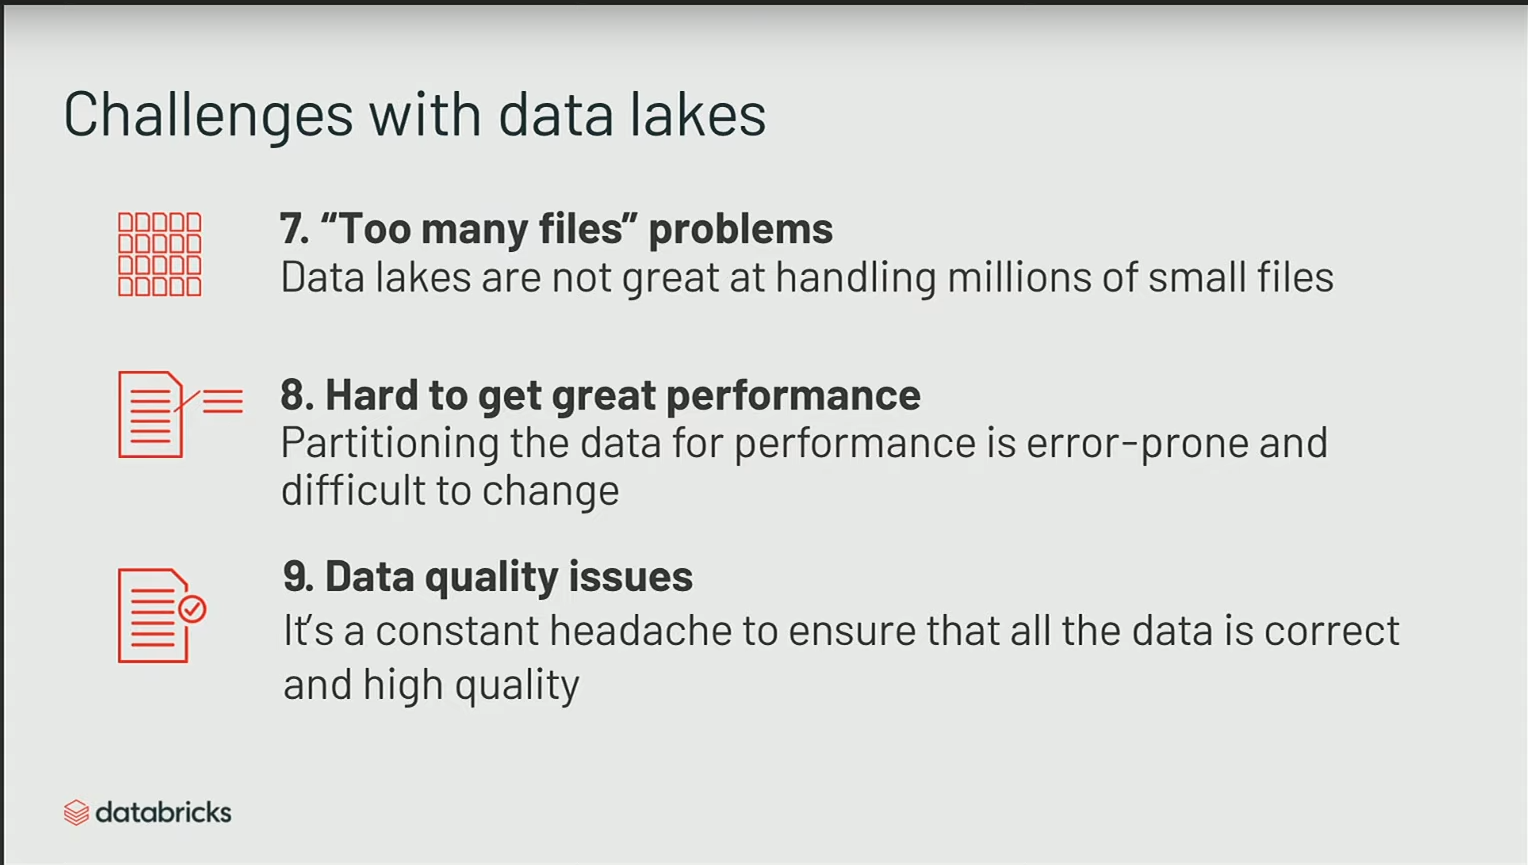 Challenges with data lakes
7. “Too many files” problems
Data lakes are not great at handling millions of small files
8. Hard to get great performance
Partitioning the data for performance is error-prone and
difficult to change
9. Data quality issues
It’s a constant headache to ensure that all the data is correct
and high quality
databricks